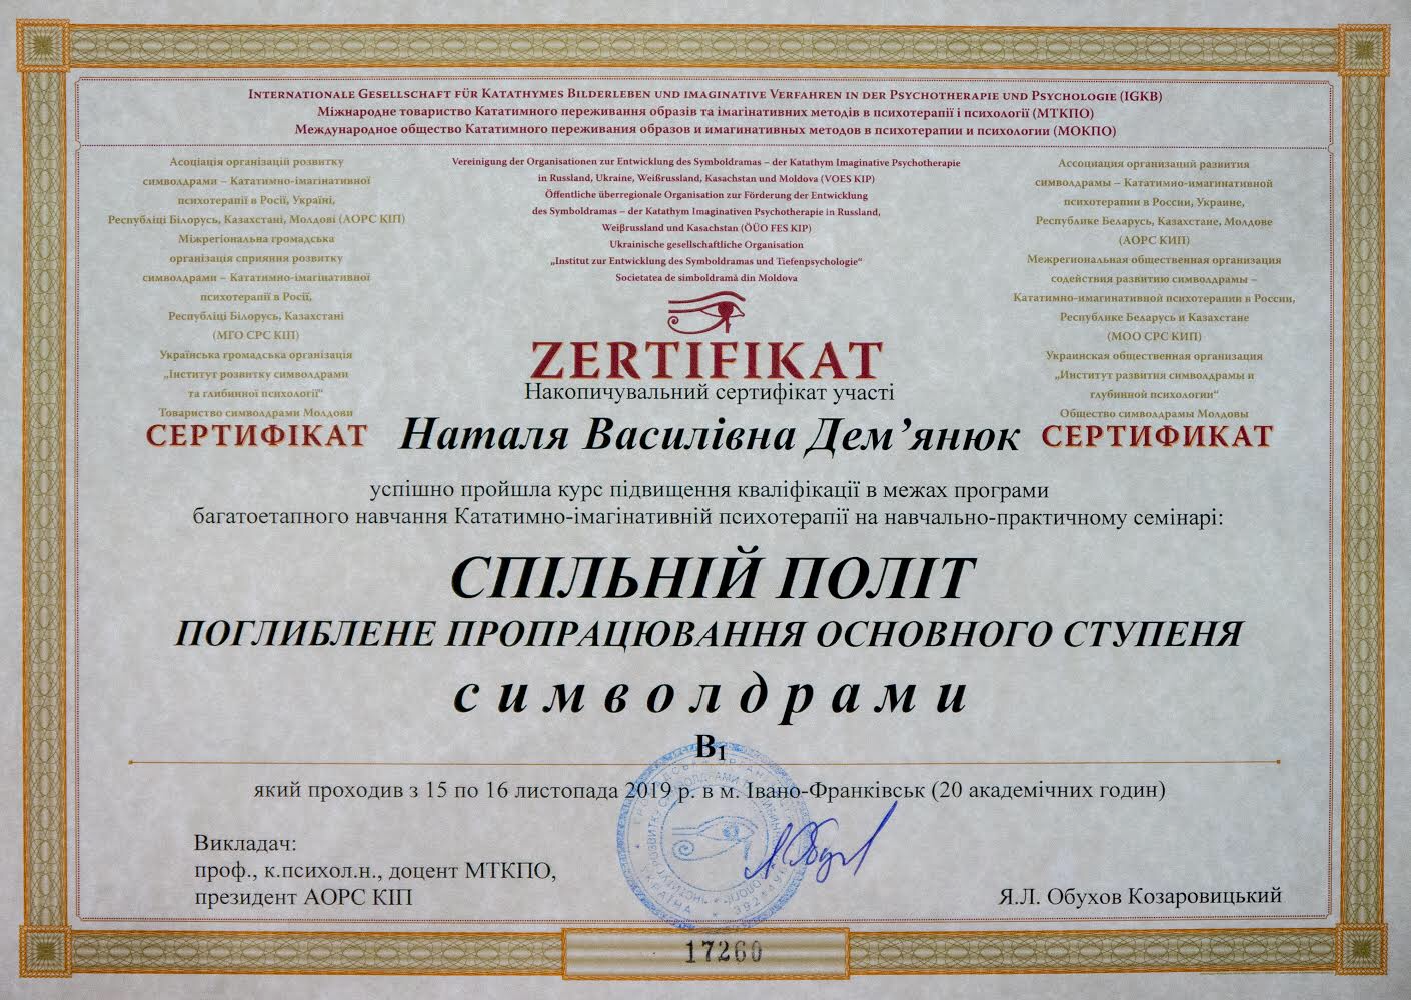 Internationale Gesellschaft für Katathymes Bilderleben und imaginative Verfahren in der Psychotherapie und Psychologie (IGKB)
Міжнародне товариство Кататимного переживання образів та імагінативних методів в психотерапії і психології (МТКПО)
Международное общество Кататимного переживания образов и имагинативных методов в психотерапии и психологии (МОКПО)
Асоціація організацій розвитку
символдрами – Кататимно-імагінативної
психотерапії в Росії, Україні,
Республіці Білорусь, Казахстані, Молдові (АОРС КІП)
Міжрегіональна громадська
організація сприяння розвитку
символдрами – Кататимно-імагінативної
психотерапії в Росії,
Республіці Білорусь, Казахстані
(МГО СРС КІП)
Українська громадська організація
„Інститут розвитку символдрами
та глибинної психології"
Товариство символдрами Молдови
СЕРТИФІКАТ
Vereinigung der Organisationen zur Entwicklung des Symboldramas – der Katathym Imaginative Psychotherapie
in Russland, Ukraine, Weißrussland, Kasachstan und Moldova (VOES KIP)
Öffentliche überregionale Organisation zur Förderung der Entwicklung
des Symboldramas – der Katathym Imaginativen Psychotherapie in Russland,
Weißrussland und Kasachstan (ÖÜO FES KIP)
Ukrainische gesellschaftliche Organisation
„Institut zur Entwicklung des Symboldramas und Tiefenpsychologie"
Societatea de simboldramă din Moldova
ZERTIFIKAT
Ассоциация организаций развития
символдрамы – Кататимно-имагинативной
психотерапии в России, Украине,
Республике Беларусь, Казахстане, Молдове
(АОРС КИП)
Межрегиональная общественная организация
содействия развитию символдрамы –
Кататимно-имагинативной психотерапии в России,
Республике Беларусь и Казахстане
(МОО СРС КИП)
Украинская общественная организация
„Институт развития символдрамы и
глубинной психологии"
Общество символдрамы Молдовы
СЕРТИФИКАТ
Накопичувальний сертифікат участі
Наталя Василівна Дем’янюк
успішно пройшла курс підвищення кваліфікації в межах програми
багатоетапного навчання Кататимно-імагінативній психотерапії на навчально-практичному семінарі:
СПІЛЬНІЙ ПОЛІТ
ПОГЛИБЛЕНЕ ПРОПРАЦЮВАННЯ ОСНОВНОГО СТУПЕНЯ
символдрами
В1
який проходив з 15 по 16 листопада 2019 р. в м. Івано-Франківськ (20 академічних годин)
Викладач:
проф., к.психол.н., доцент МТКПО,
президент АОРС КІП
Я.Л. Обухов Козаровицький
17260